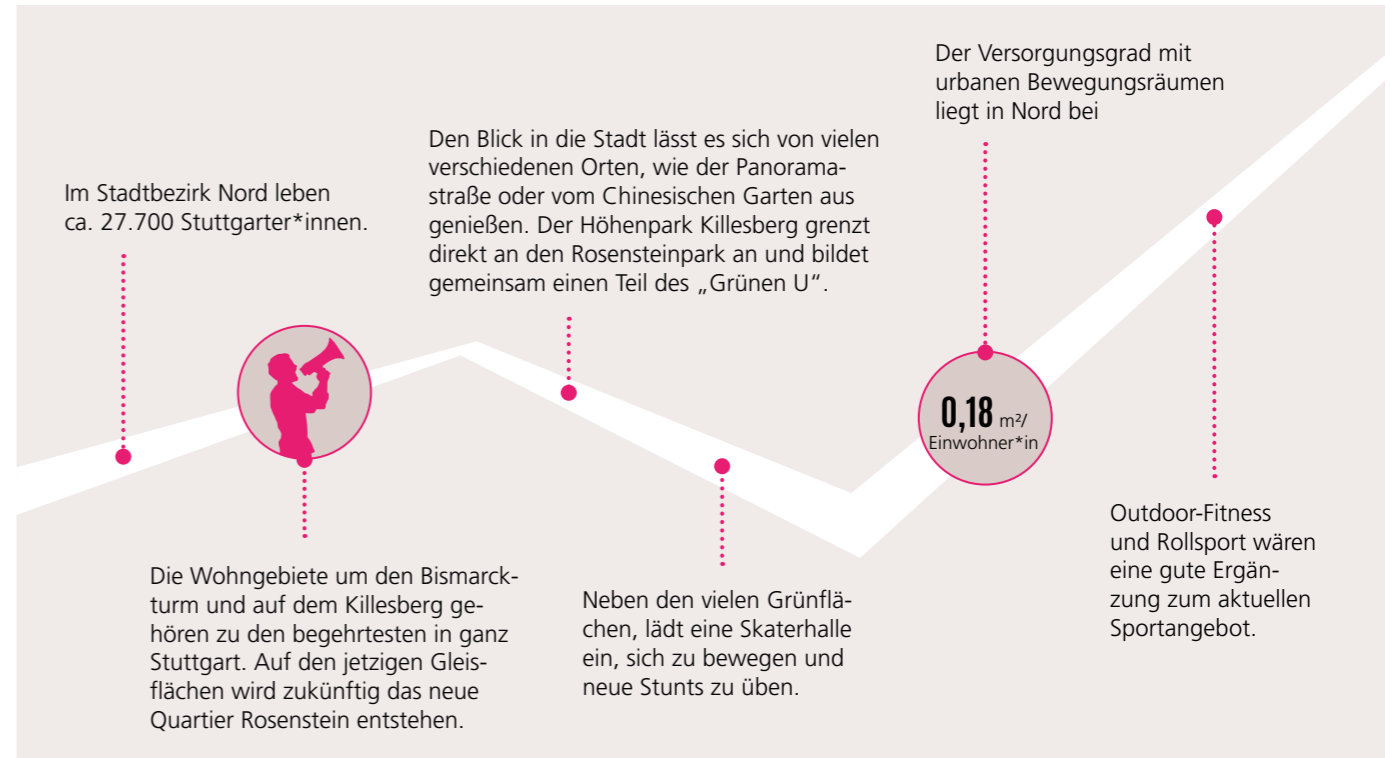 Im Stadtbezirk Nord leben
ca. 27.700 Stuttgarter*innen.
Die Wohngebiete um den Bismarck-
turm und auf dem Killesberg ge-
hören zu den begehrtesten in ganz
Stuttgart. Auf den jetzigen Gleis-
flächen wird zukünftig das neue
Quartier Rosenstein entstehen.
Den Blick in die Stadt lässt es sich von vielen
verschiedenen Orten, wie der Panorama-
straße oder vom Chinesischen Garten aus
genießen. Der Höhenpark Killesberg grenzt
direkt an den Rosensteinpark an und bildet
gemeinsam einen Teil des „Grünen U“.
Neben den vielen Grünflä-
chen, lädt eine Skaterhalle
ein, sich zu bewegen und
neue Stunts zu üben.
Der Versorgungsgrad mit
urbanen Bewegungsräumen
liegt in Nord bei
0,18 m²/
Einwohner*in
Outdoor-Fitness
und Rollsport wären
eine gute Ergän-
zung zum aktuellen
Sportangebot.